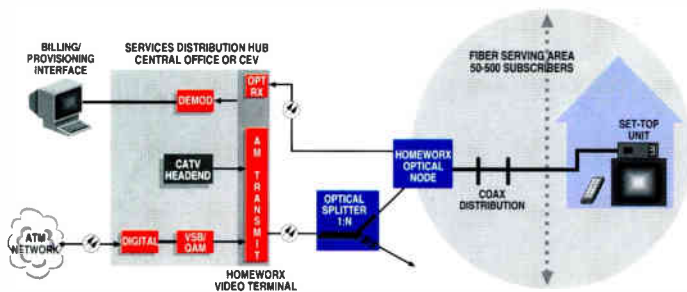 BILLING/
PROVISIONING
INTERFACE
SERVICES DISTRIBUTION HUB
CENTRAL OFFICE OR CEV
OPT
RX
DEMOD
CATV
HEADEND
AM TRANSMIT
ATM
NETWORK
DIGITAL
VSB/
QAM
HOMEWORX
VIDEO TERMINAL
OPTICAL
SPLITTER
1:N
HOMEWORX
OPTICAL
NODE
FIBER SERVING AREA
50-500 SUBSCRIBERS
COAX
DISTRIBUTION
SET-TOP
UNIT